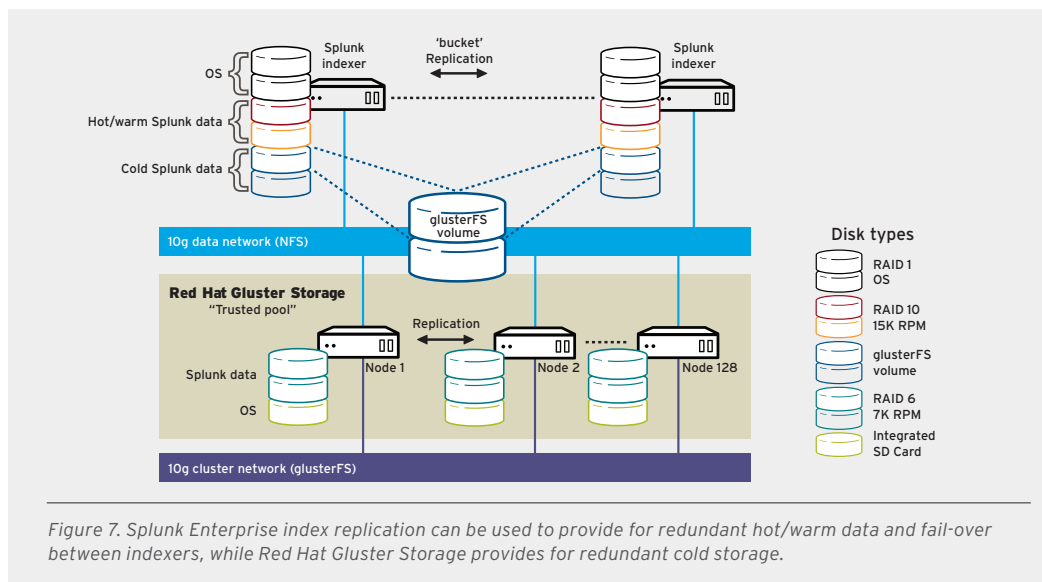 OS
Hot/warm Splunk data
Cold Splunk data
Splunk
indexer
‘bucket’
Replication
Splunk
indexer
glusterFS
volume
10g data network (NFS)
Red Hat Gluster Storage
“Trusted pool”
Replication
Node 1
Node 2
Node 128
Splunk data
OS
10g cluster network (glusterFS)
Disk types
RAID 1
OS
RAID 10
15K RPM
glusterFS
volume
RAID 6
7K RPM
Integrated
SD Card
Figure 7. Splunk Enterprise index replication can be used to provide for redundant hot/warm data and fail-over
between indexers, while Red Hat Gluster Storage provides for redundant cold storage.